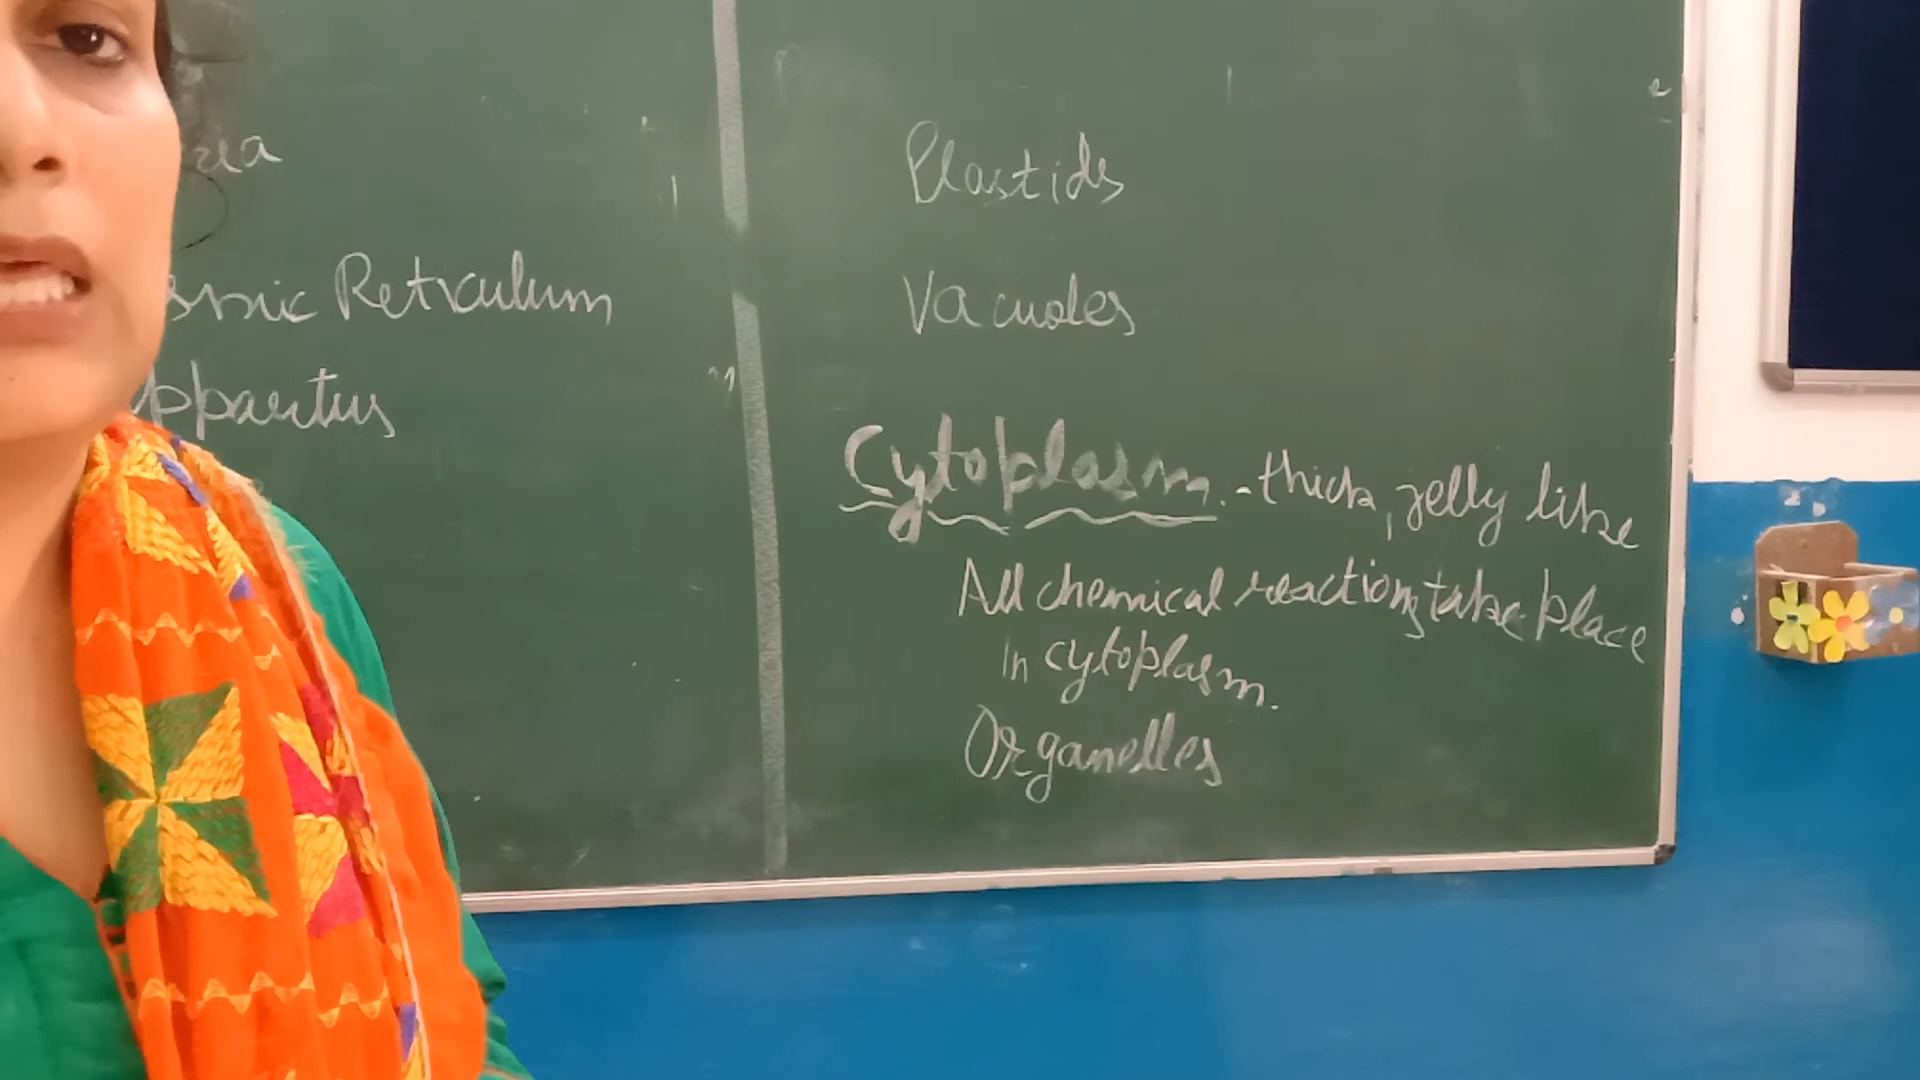 Reticulum
Plastids
Vacuoles
Cytoplasm. - thick, jelly like
All chemical reactions take place
in cytoplasm.
Organelles